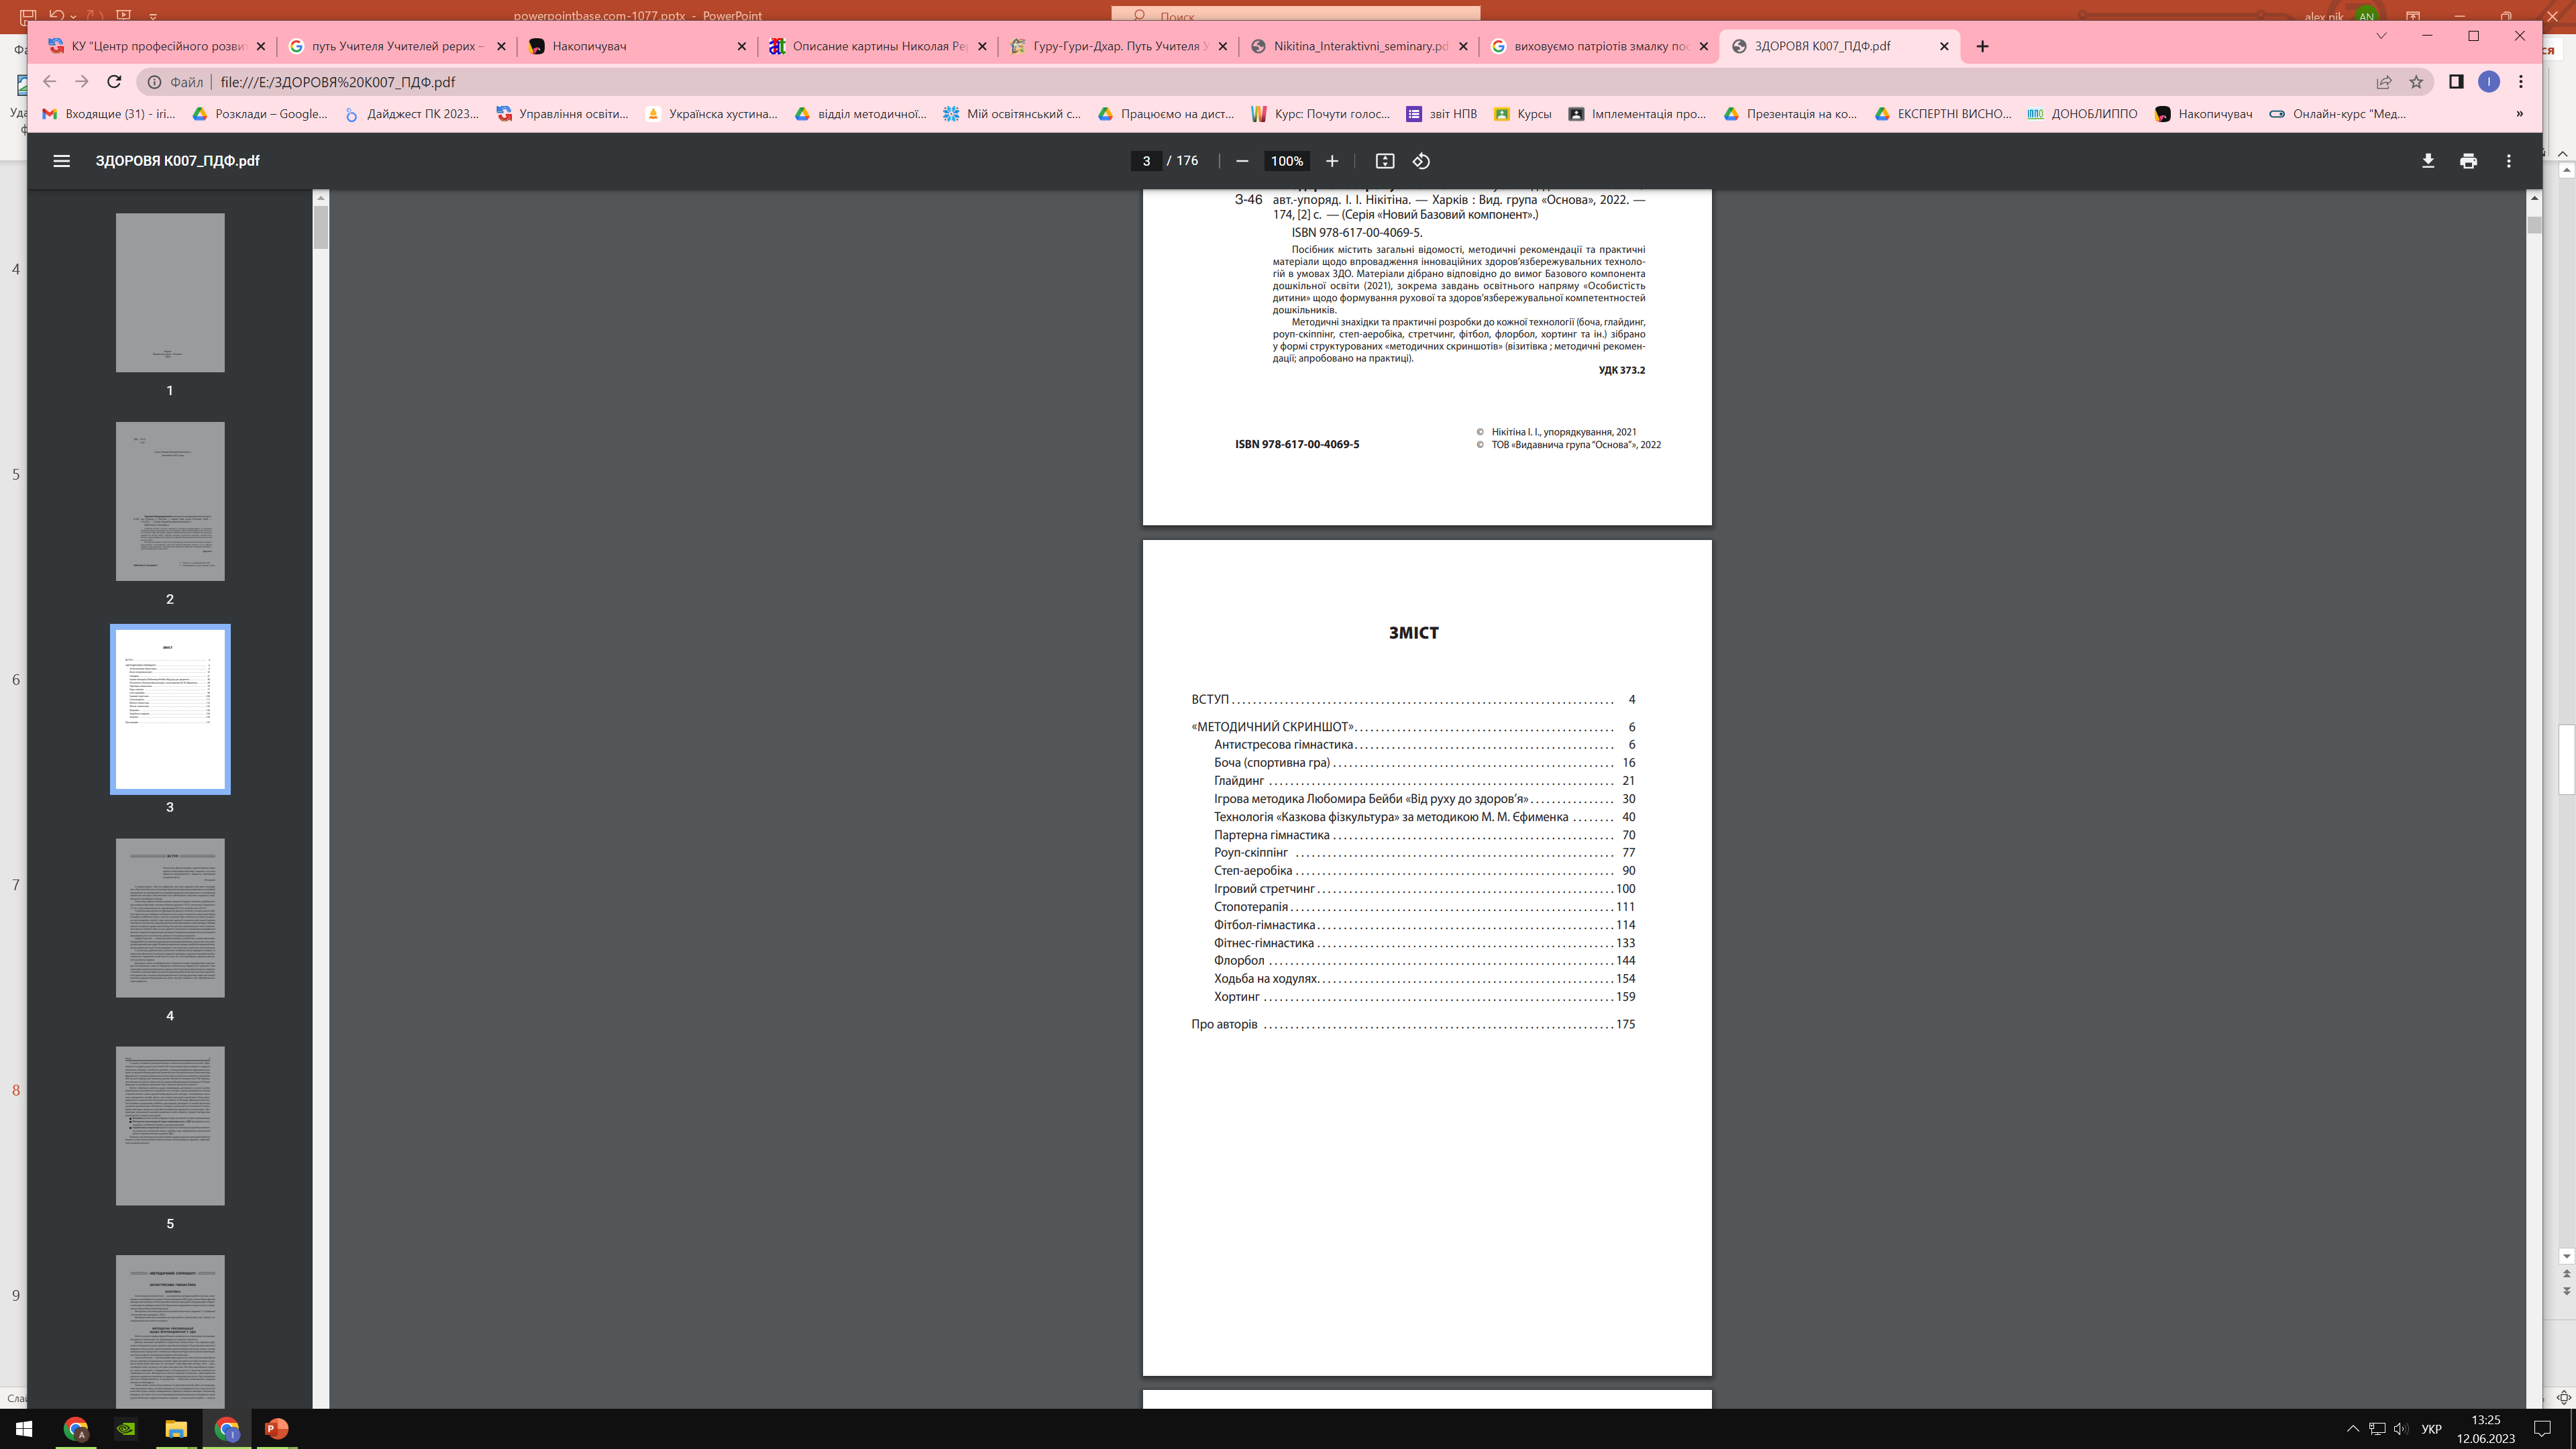 powerpointbase.com-1077.pptx - PowerPoint
Поиск
alex nik
AN
КУ "Центр професійного розви
путь Учителя Учителей рерих –
Накопичувач
Описание картины Николая Ре
Гуру-Гури-Дхар. Путь Учителя У
Nikitina_Interaktivni_seminary.pd
виховуємо патріотів змалку пос
ЗДОРОВЯ К007_ПДФ.pdf
Файл
file:///E:/ЗДОРОВЯ%20К007_ПДФ.pdf
Входящие (31) - iri...
Розклади – Google...
Дайджест ПК 2023...
Управління освіти...
Українска хустина...
відділ методичної...
Мій освітянський с...
Працюємо на дист...
Курс: Почути голос...
звіт НПВ
Курсы
Імплементація про...
Презентація на ко...
ЕКСПЕРТНІ ВИСНО...
ДОНОБЛИППО
Накопичувач
Онлайн-курс "Мед...
»
ЗДОРОВЯ К007_ПДФ.pdf
3 / 176
100%
З-46 авт.-упоряд. І. І. Нікітіна. — Харків : Вид. група «Основа», 2022. —
174, [2] с. — (Серія «Новий Базовий компонент».)
ISBN 978-617-00-4069-5.
Посібник містить загальні відомості, методичні рекомендації та практичні
матеріали щодо впровадження інноваційних здоров’язбережувальних техноло-
гій в умовах ЗДО. Матеріали дібрано відповідно до вимог Базового компонента
дошкільної освіти (2021), зокрема завдань освітнього напряму «Особистість
дитини» щодо формування рухової та здоров’язбережувальної компетентностей
дошкільників.
Методичні знахідки та практичні розробки до кожної технології (боча, глайдинг,
роуп-скіппінг, степ-аеробіка, стретчинг, фітбол, флорбол, хортинг та ін.) зібрано
у формі структурованих «методичних скриншотів» (візитівка ; методичні рекомен-
дації; апробовано на практиці).
УДК 373.2
© Нікітіна І. І., упорядкування, 2021
ISBN 978-617-00-4069-5 © ТОВ «Видавнича група “Основа”», 2022
ЗМІСТ
ВСТУП 4
«МЕТОДИЧНИЙ СКРИНШОТ» 6
Антистресова гімнастика 6
Боча (спортивна гра) 16
Глайдинг 21
Ігрова методика Любомира Бейби «Від руху до здоров’я» 30
Технологія «Казкова фізкультура» за методикою М. М. Єфименка 40
Партерна гімнастика 70
Роуп-скіппінг 77
Степ-аеробіка 90
Ігровий стретчинг 100
Стопотерапія 111
Фітбол-гімнастика 114
Фітнес-гімнастика 133
Флорбол 144
Ходьба на ходулях 154
Хортинг 159
Про авторів 175
1
2
3
4
5
4
5
6
7
8
9
УКР
13:25
12.06.2023